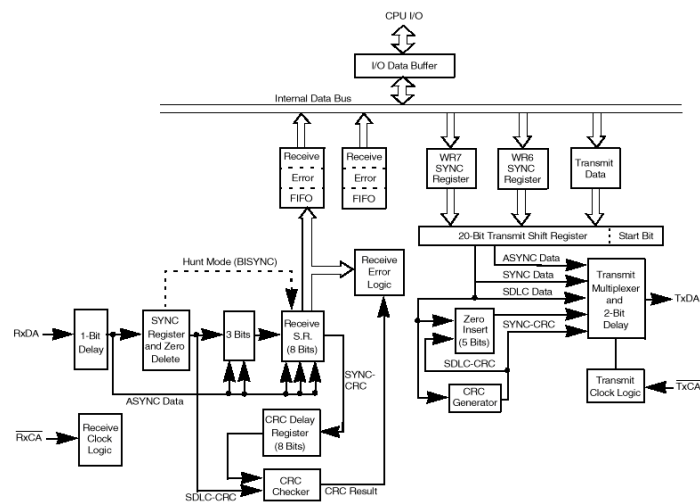 CPU I/O
I/O Data Buffer
Internal Data Bus
Receive
Error
FIFO
Receive
Error
FIFO
WR7
SYNC
Register
WR6
SYNC
Register
Transmit
Data
20-Bit Transmit Shift Register
Start Bit
Hunt Mode (BISYNC)
Receive
Error
Logic
ASYNC Data
SYNC Data
SDLC Data
Transmit
Multiplexer
and
2-Bit
Delay
TxDA
RxDA
1-Bit
Delay
SYNC
Register
and Zero
Delete
3 Bits
Receive
S.R.
(8 Bits)
Zero
Insert
(5 Bits)
SYNC-CRC
SDLC-CRC
SYNC-
CRC
ASYNC Data
CRC
Generator
Transmit
Clock Logic
TxCA
RxCA
Receive
Clock
Logic
CRC Delay
Register
(8 Bits)
CRC
Checker
SDLC-CRC
CRC Result